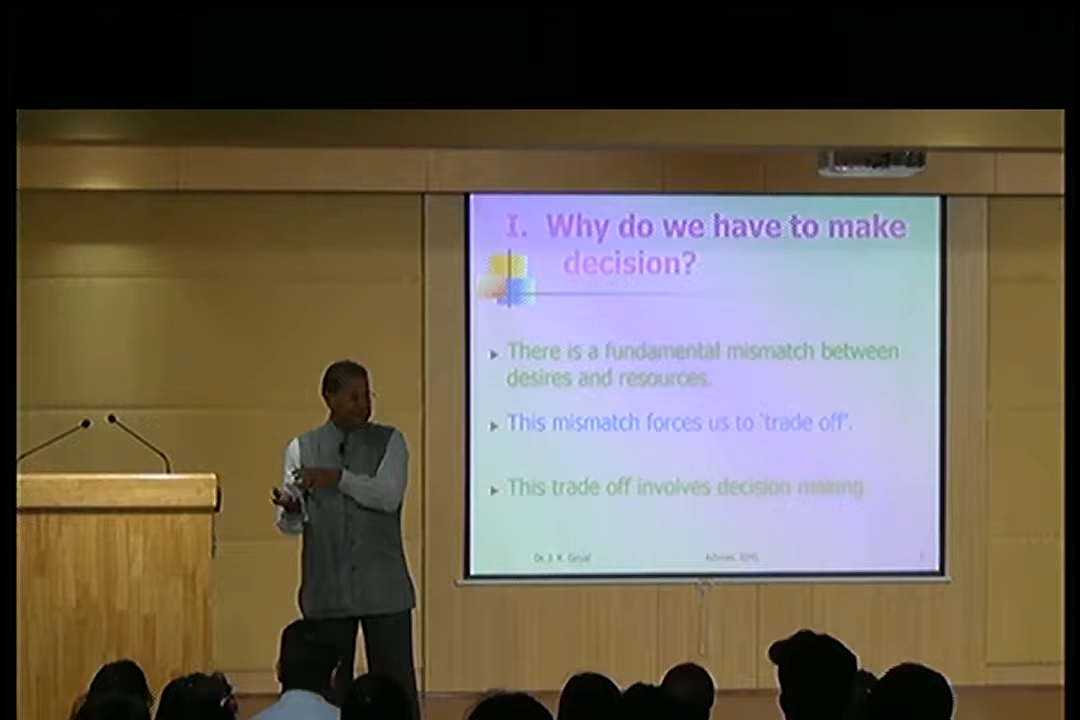 I. Why do we have to make
decision?
There is a fundamental mismatch between
desires and resources.
This mismatch forces us to 'trade off'.
This trade off involves decision making